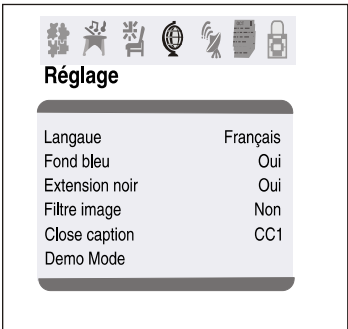 Réglage
Langaue Français
Fond bleu Oui
Extension noir Oui
Filtre image Non
Close caption CC1
Demo Mode